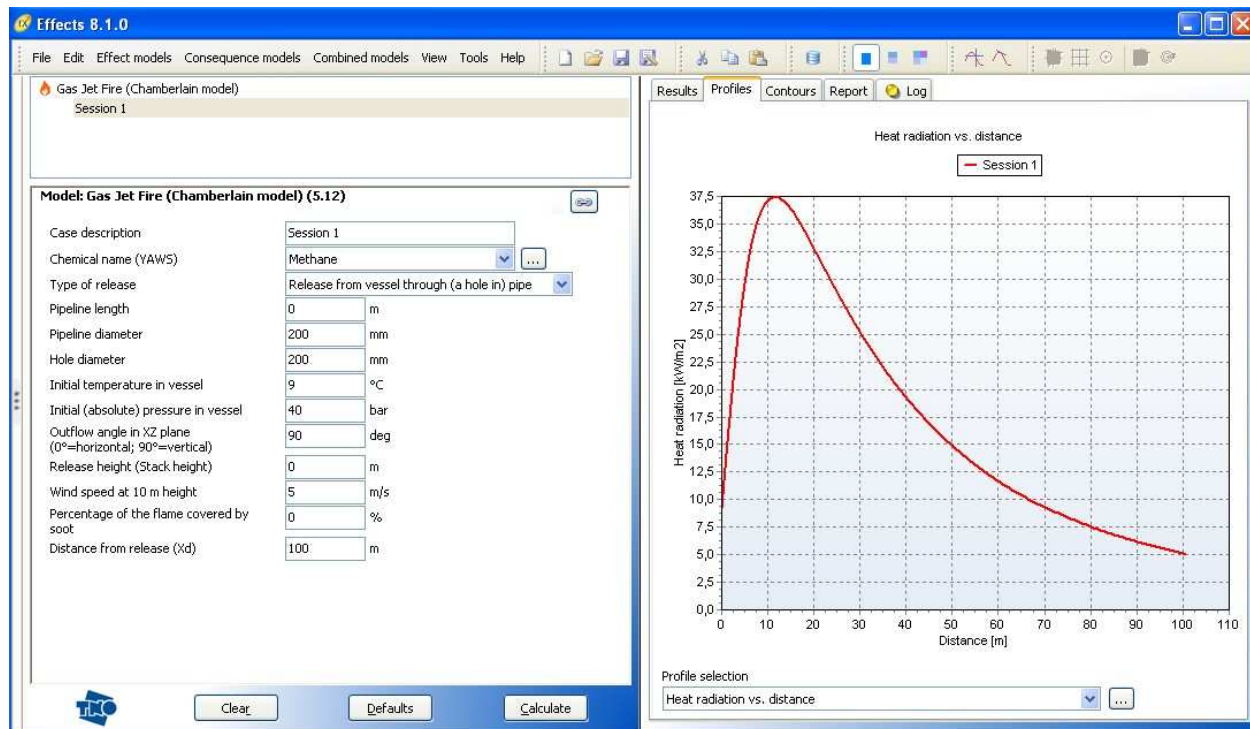 Effects 8.1.0
File Edit Effect models Consequence models Combined models View Tools Help
Gas Jet Fire (Chamberlain model)
Session 1
Model: Gas Jet Fire (Chamberlain model) (5.12)
Case description Session 1
Chemical name (YAWS) Methane ...
Type of release Release from vessel through (a hole in) pipe
Pipeline length 0 m
Pipeline diameter 200 mm
Hole diameter 200 mm
Initial temperature in vessel 9 °C
Initial (absolute) pressure in vessel 40 bar
Outflow angle in XZ plane
(0°=horizontal; 90°=vertical) 90 deg
Release height (Stack height) 0 m
Wind speed at 10 m height 5 m/s
Percentage of the flame covered by
soot 0 %
Distance from release (Xd) 100 m
TNO Clear Defaults Calculate
Results Profiles Contours Report Log
Heat radiation vs. distance
Session 1
Heat radiation [kW/m2]
37,5
35,0
32,5
30,0
27,5
25,0
22,5
20,0
17,5
15,0
12,5
10,0
7,5
5,0
2,5
0,0
0 10 20 30 40 50 60 70 80 90 100 110
Distance [m]
Profile selection
Heat radiation vs. distance ...